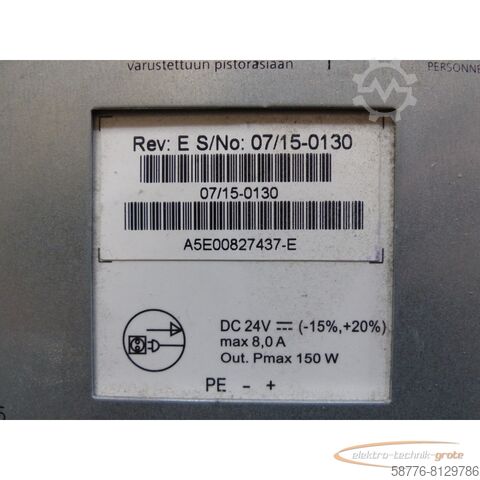 varustettuun pistorasiaan
PERSONNE
Rev: E S/No: 07/15-0130
07/15-0130
A5E00827437-E
DC 24V (-15%,+20%)
max 8,0 A
Out. Pmax 150 W
PE - +
elektro-technik-grote
58776-8129786